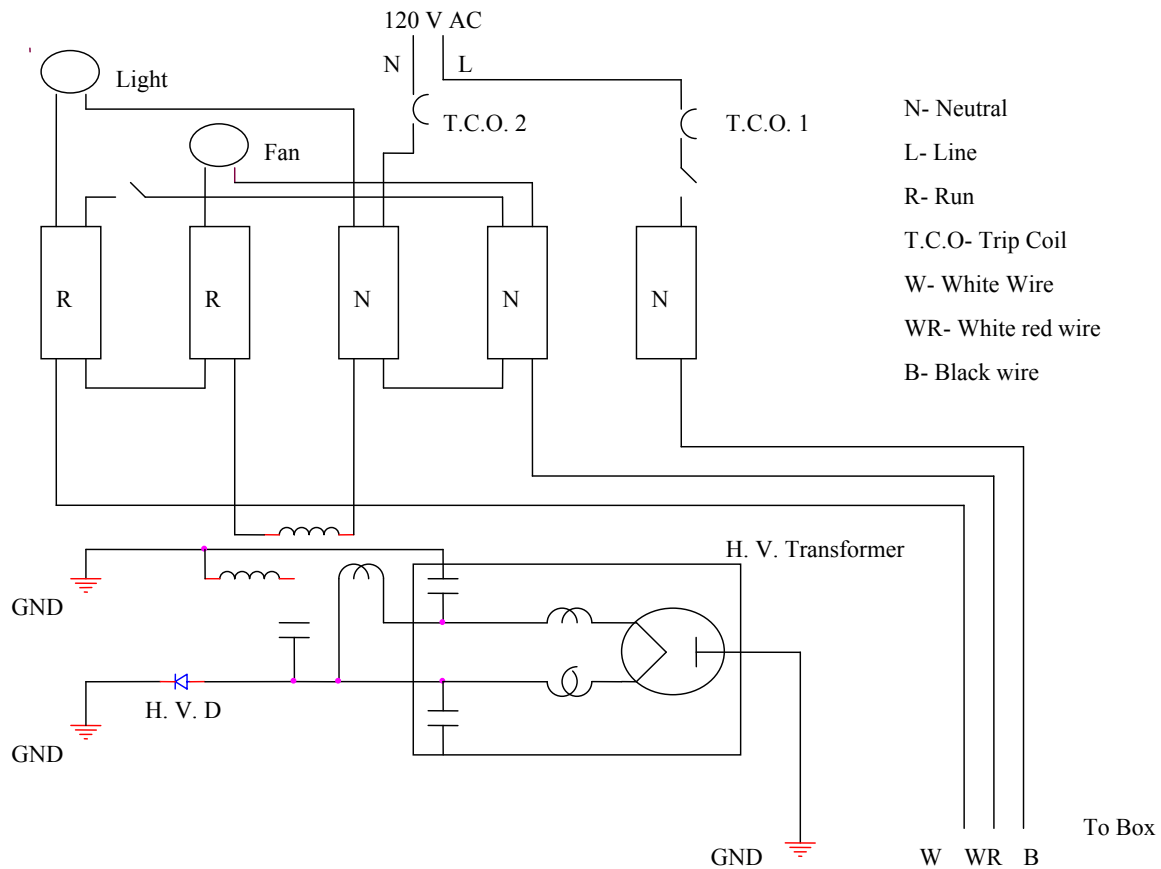 120 V AC
N L
Light
T.C.O. 2
T.C.O. 1
Fan
R R N N N
N- Neutral
L- Line
R- Run
T.C.O- Trip Coil
W- White Wire
WR- White red wire
B- Black wire
H. V. Transformer
GND
H. V. D
GND
GND
W WR B
To Box